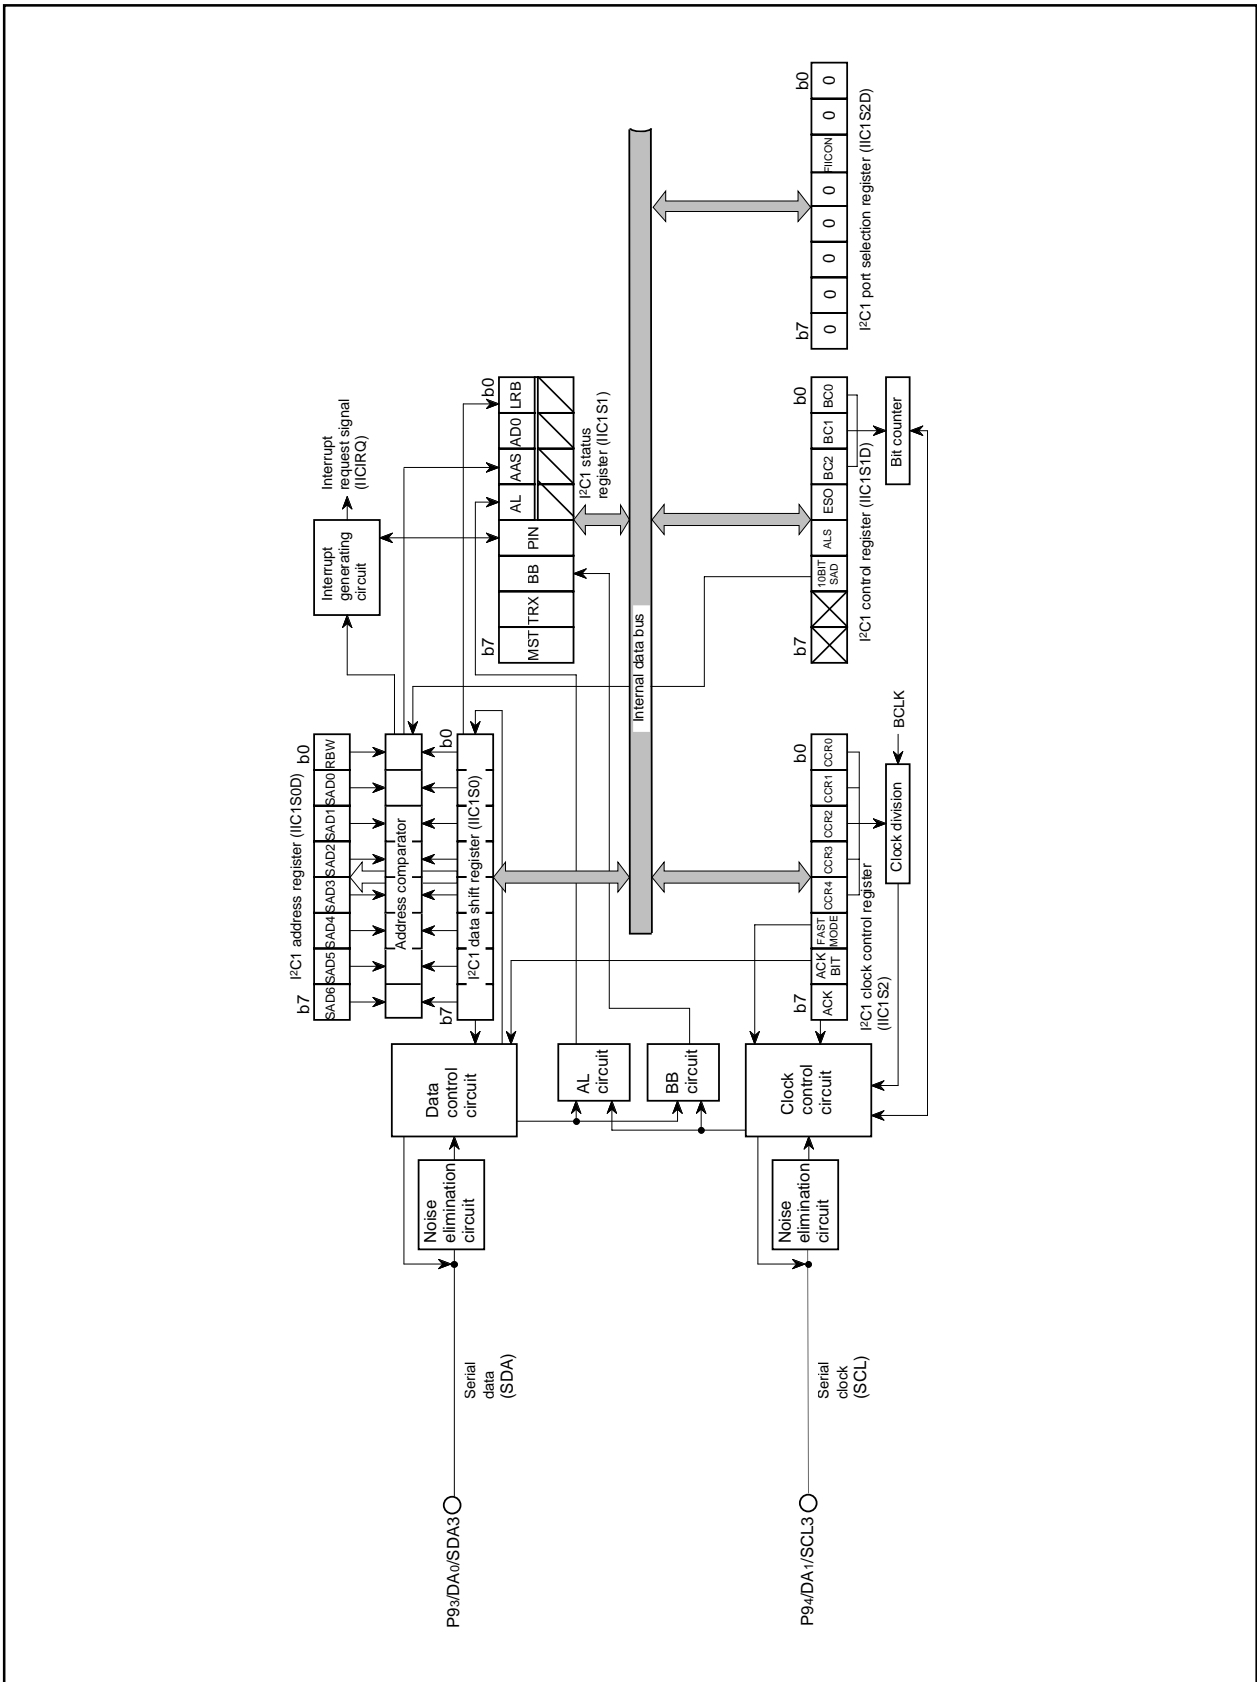 P93/DA0/SDA3
Serial
data
(SDA)
Noise
elimination
circuit
Data
control
circuit
I²C1 address register (IIC1S0D)
b7
b0
SAD6
SAD5
SAD4
SAD3
SAD2
SAD1
SAD0
RBW
Address comparator
b7
b0
I²C1 data shift register (IIC1S0)
Interrupt
generating
circuit
Interrupt
request signal
(IICIRQ)
b7
b0
MST
TRX
BB
PIN
AL
AAS
AD0
LRB
I²C1 status
register (IIC1S1)
AL
circuit
BB
circuit
Internal data bus
P94/DA1/SCL3
Serial
clock
(SCL)
Noise
elimination
circuit
Clock
control
circuit
b7
b0
ACK
ACK
BIT
FAST
MODE
CCR4
CCR3
CCR2
CCR1
CCR0
I²C1 clock control register
(IIC1S2)
Clock division
BCLK
b7
b0
10BIT
SAD
ALS
ESO
BC2
BC1
BC0
I²C1 control register (IIC1S1D)
Bit counter
b7
b0
0
0
0
0
0
FIICON
0
0
I²C1 port selection register (IIC1S2D)